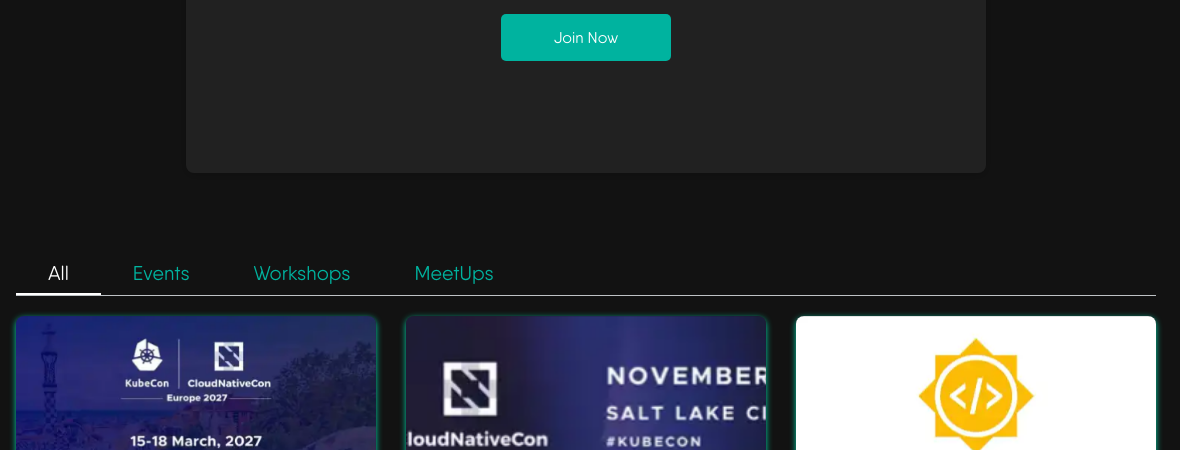 Join Now
All Events Workshops MeetUps
KubeCon CloudNativeCon
Europe 2027
15-18 March, 2027
loudNativeCon
NOVEMBER
SALT LAKE
#KUBECON
</>